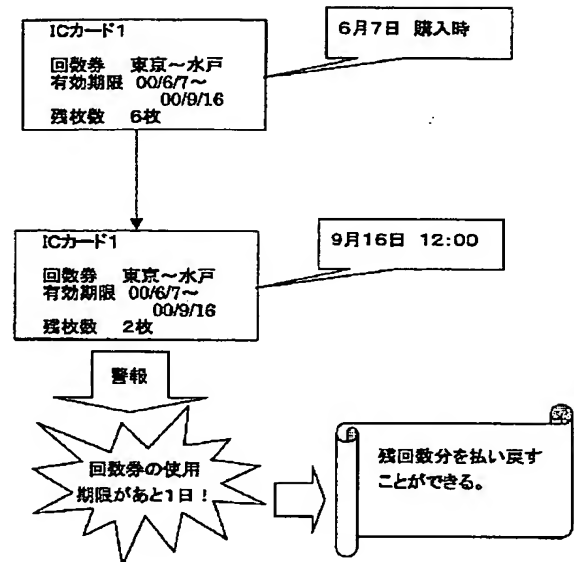 ICカード1
回数券 東京~水戸
有効期限 00/6/7~
00/9/16
残枚数 6枚
6月7日 購入時
ICカード1
回数券 東京~水戸
有効期限 00/6/7~
00/9/16
残枚数 2枚
9月16日 12:00
警報
回数券の使用
期限があと1日!
残回数分を払い戻す
ことができる。